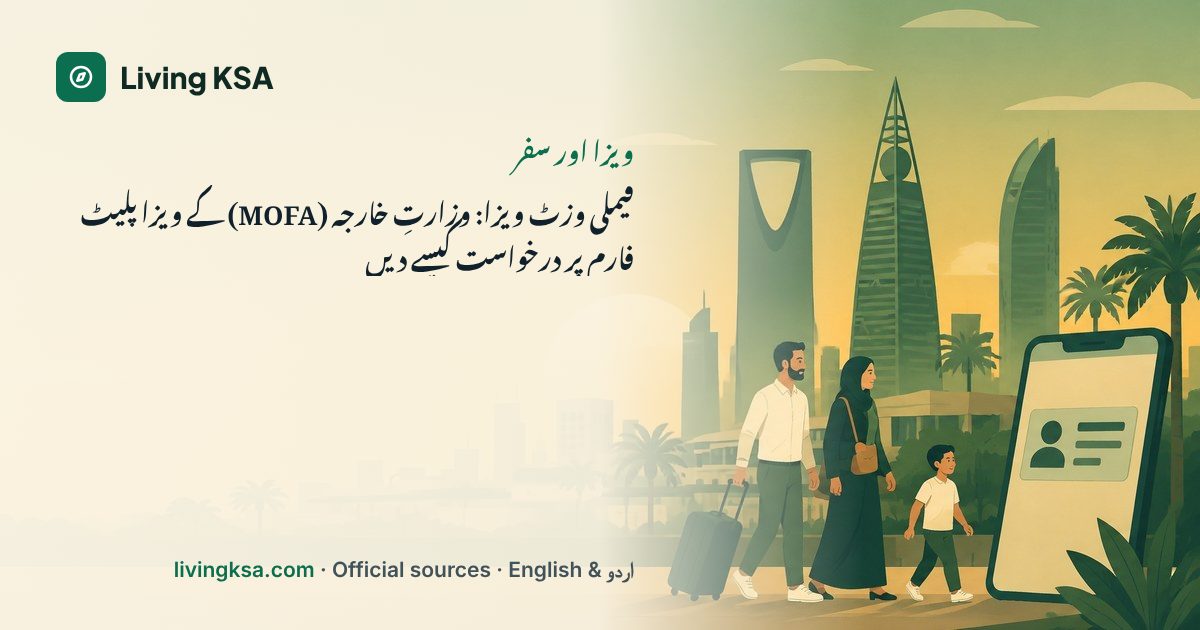 Living KSA
ویزا اور سفر
فیملی وزٹ ویزا: وزارتِ خارجہ (MOFA) کے ویزا پلیٹ
فارم پر درخواست کیسے دیں
livingksa.com · Official sources · English & اردو